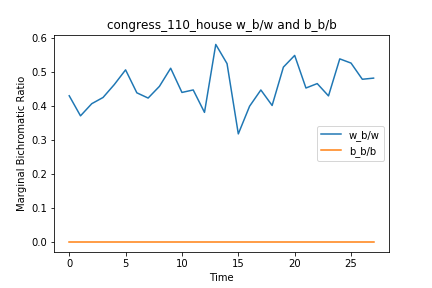 congress_110_house w_b/w and b_b/b
Marginal Bichromatic Ratio
0.6
0.5
0.4
0.3
0.2
0.1
0.0
w_b/w
b_b/b
0 5 10 15 20 25
Time